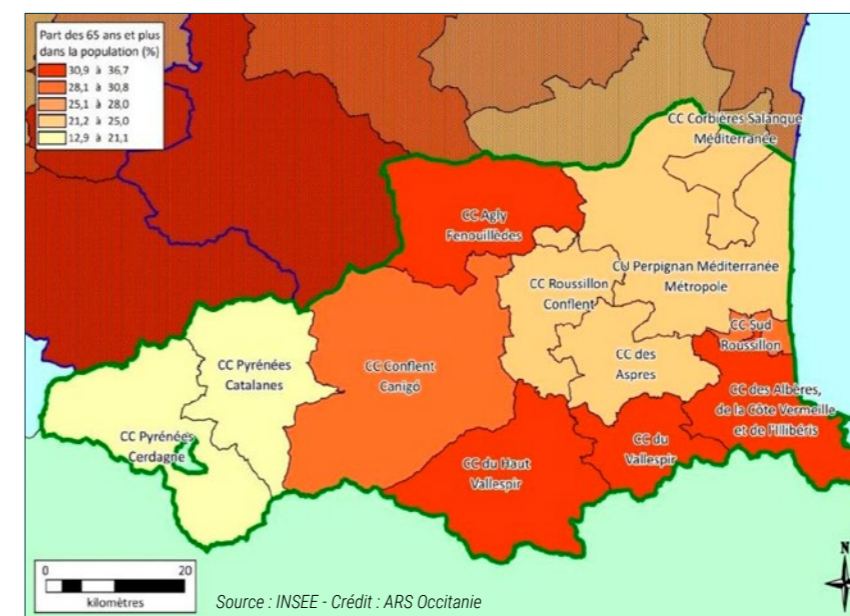 Part des 65 ans et plus
dans la population (%)
30,9 à 36,7
28,1 à 30,8
25,1 à 28,0
21,2 à 25,0
12,9 à 21,1
CC Corbières Salanque
Méditerranée
CC Agly
Fenouillèdes
CU Perpignan Méditerranée
Métropole
CC Roussillon
Conflent
CC Sud
Roussillon
CC des
Aspres
CC Pyrénées
Catalanes
CC Conflent
Canigó
CC des Albères,
de la Côte Vermeille
et de l'Illibéris
CC Pyrénées
Cerdagne
CC du
Vallespir
CC du Haut
Vallespir
N
0 20
kilomètres
Source : INSEE - Crédit : ARS Occitanie